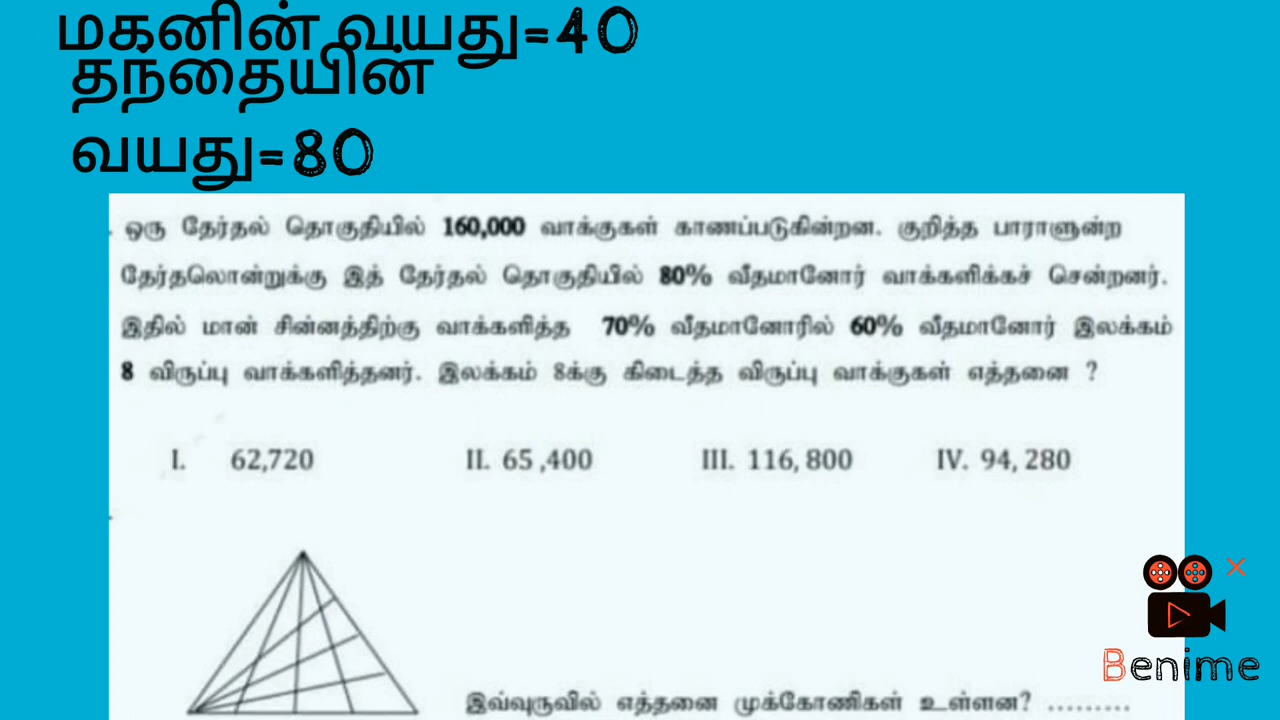 மகனின் வயது=40
தந்தையின்
வயது=80
ஒரு தேர்தல் தொகுதியில் 160,000 வாக்குகள் காணப்படுகின்றன. குறித்த பாராளுன்ற
தேர்தலொன்றுக்கு இத் தேர்தல் தொகுதியில் 80% வீதமானோர் வாக்களிக்கச் சென்றனர்.
இதில் மான் சின்னத்திற்கு வாக்களித்த 70% வீதமானோரில் 60% வீதமானோர் இலக்கம்
8 விருப்பு வாக்களித்தனர். இலக்கம் 8க்கு கிடைத்த விருப்பு வாக்குகள் எத்தனை ?
I. 62,720 II. 65 ,400 III. 116, 800 IV. 94, 280
இவ்வுருவில் எத்தனை முக்கோணிகள் உள்ளன? .........
Benime